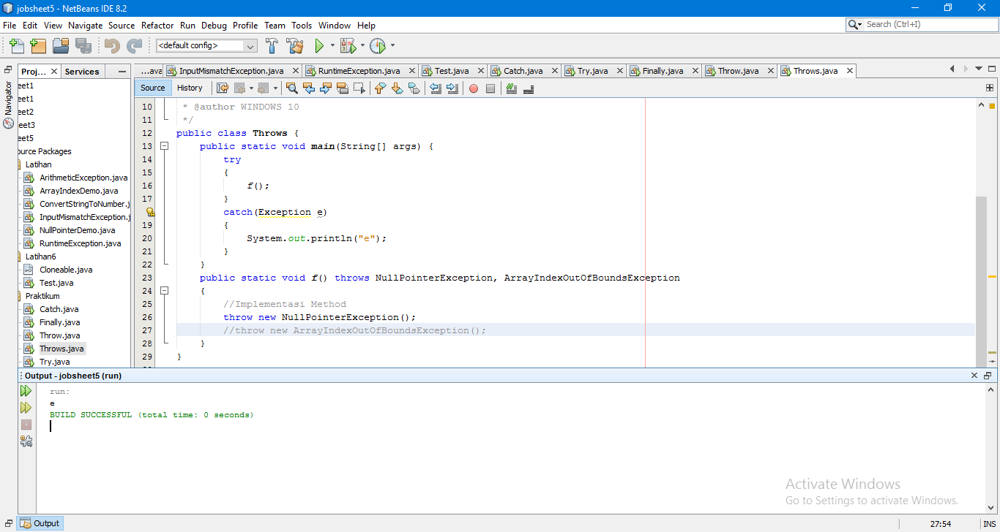 jobsheet5 - NetBeans IDE 8.2
File Edit View Navigate Source Refactor Run Debug Profile Team Tools Window Help
Search (Ctrl+I)
<default config>
Proj... Services
...ava InputMismatchException.java RuntimeException.java Test.java Catch.java Try.java Finally.java Throw.java Throws.java
Source History
Navigator
eet1
eet1
eet2
eet3
eet5
urce Packages
Latihan
ArithmeticException.java
ArrayIndexDemo.java
ConvertStringToNumber.j
InputMismatchException.j
NullPointerDemo.java
RuntimeException.java
Latihan6
Cloneable.java
Test.java
Praktikum
Catch.java
Finally.java
Throw.java
Throws.java
Try.java
10 * @author WINDOWS 10
11 */
12 public class Throws {
13 public static void main(String[] args) {
14 try
15 {
16 f();
17 }
catch(Exception e)
19 {
20 System.out.println("e");
21 }
22 }
23 public static void f() throws NullPointerException, ArrayIndexOutOfBoundsException
24 {
25 //Implementasi Method
26 throw new NullPointerException();
27 //throw new ArrayIndexOutOfBoundsException();
28 }
29 }
Output - jobsheet5 (run)
run:
e
BUILD SUCCESSFUL (total time: 0 seconds)
Activate Windows
Go to Settings to activate Windows.
Output
27:54 INS